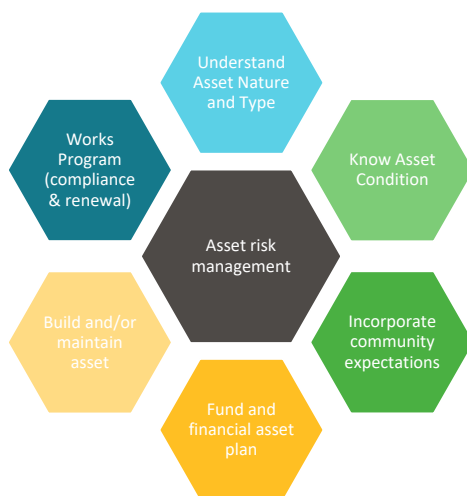 Understand
Asset Nature
and Type
Works
Program
(compliance
& renewal)
Know Asset
Condition
Asset risk
management
Build and/or
maintain
asset
Incorporate
community
expectations
Fund and
financial asset
plan